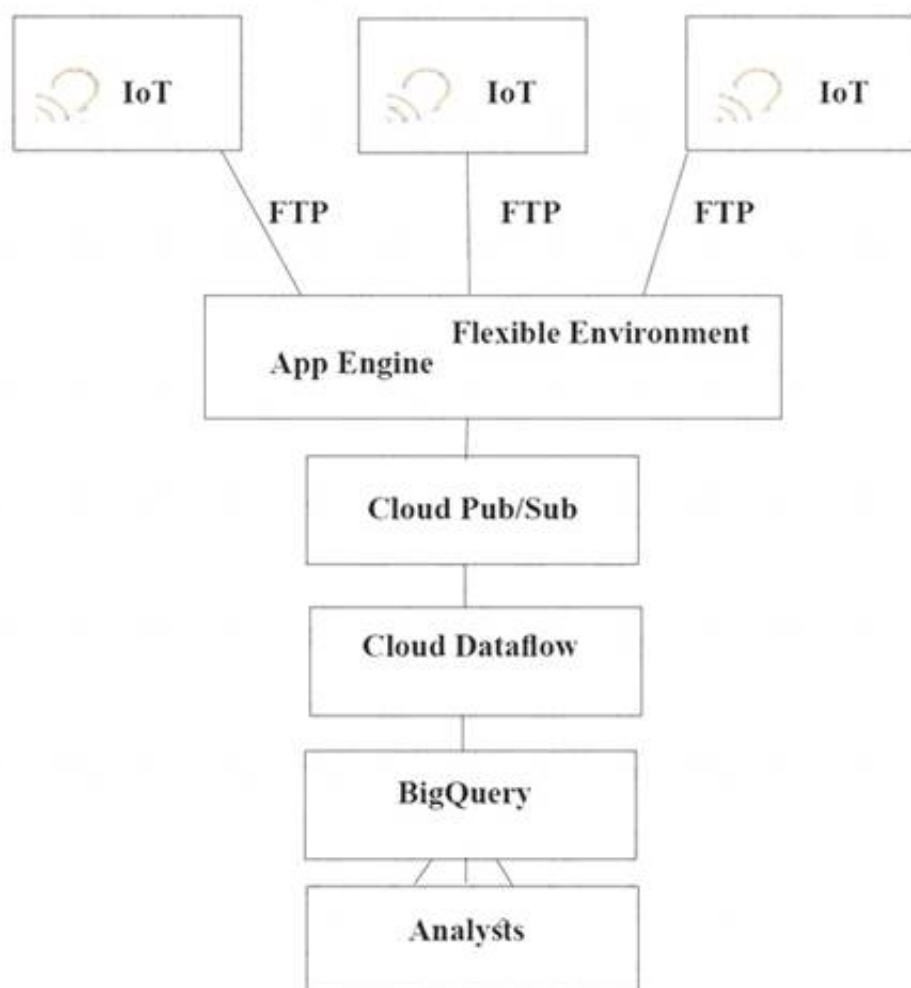 IoT
IoT
IoT
FTP
FTP
FTP
Flexible Environment
App Engine
Cloud Pub/Sub
Cloud Dataflow
BigQuery
Analysts